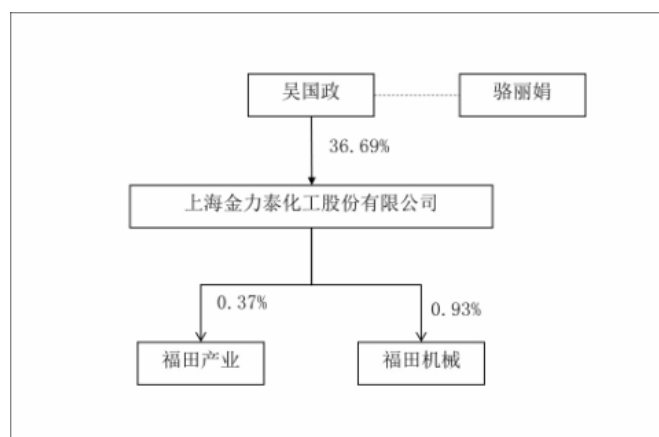 吴国政
骆丽娟
36.69%
上海金力泰化工股份有限公司
0.37%
0.93%
福田产业
福田机械